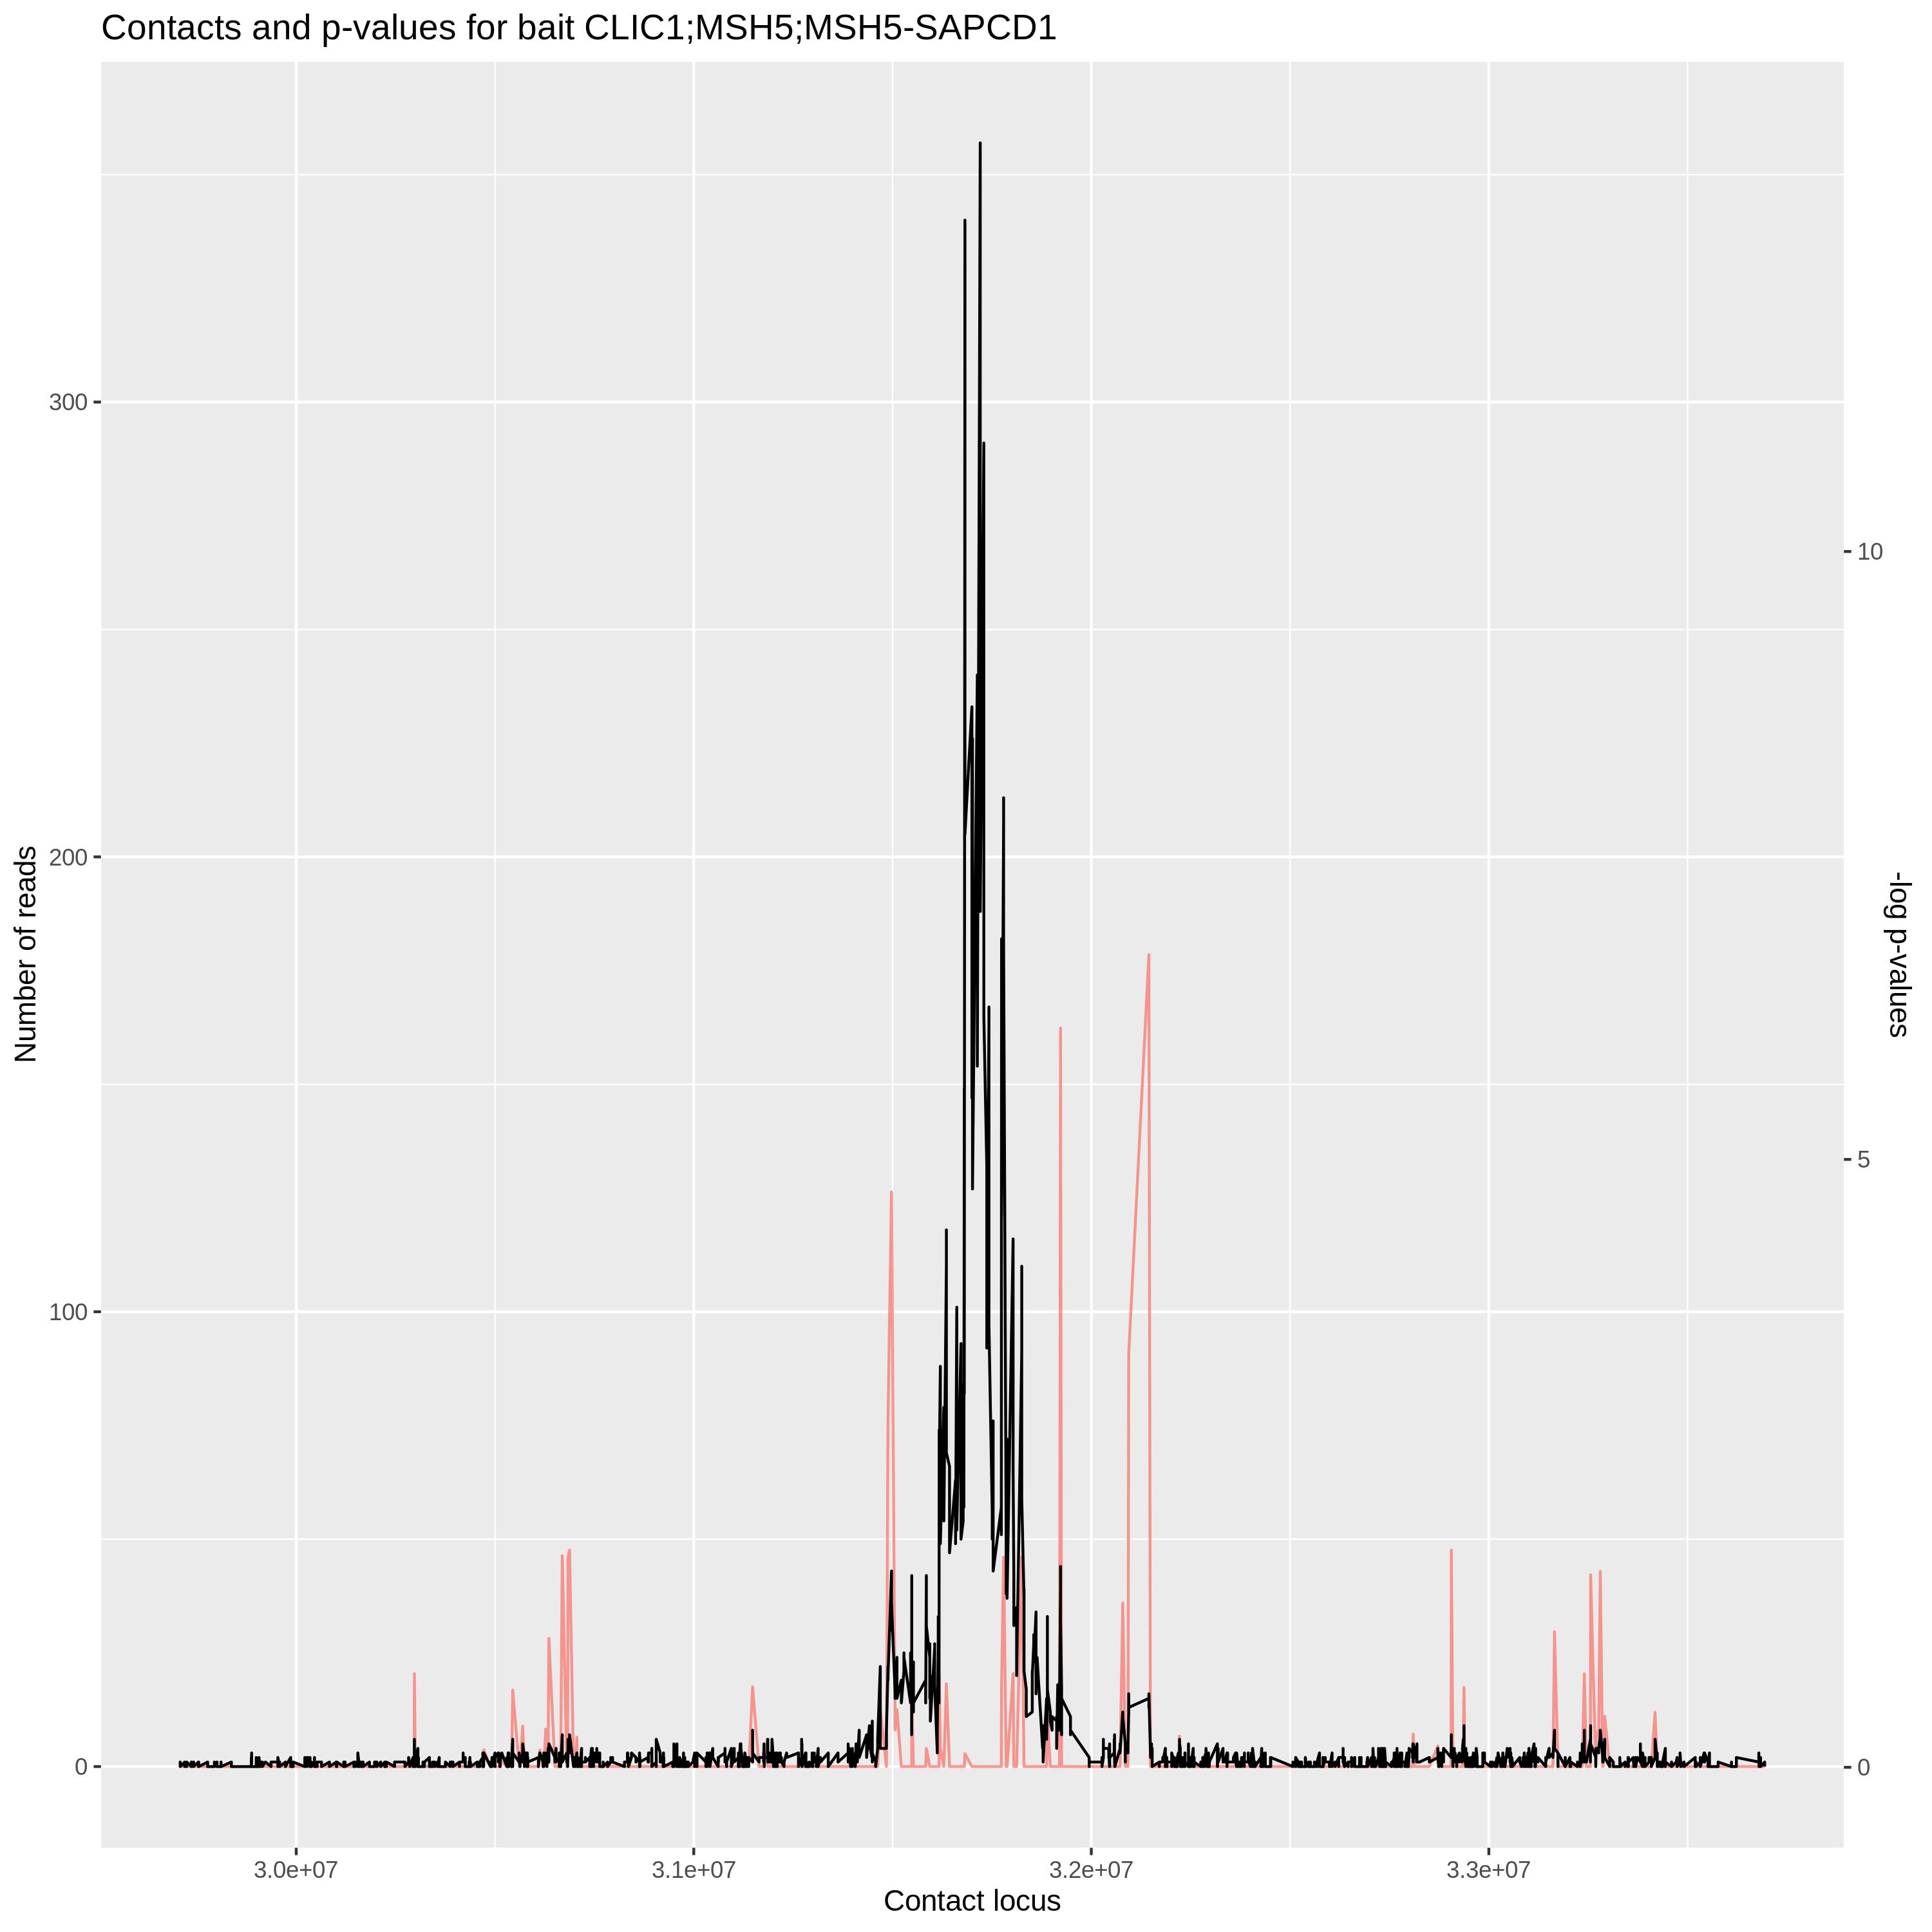 Contacts and p-values for bait CLIC1;MSH5;MSH5-SAPCD1
Number of reads
300
200
100
0
10
5
0
-log p-values
3.0e+07
3.1e+07
3.2e+07
3.3e+07
Contact locus